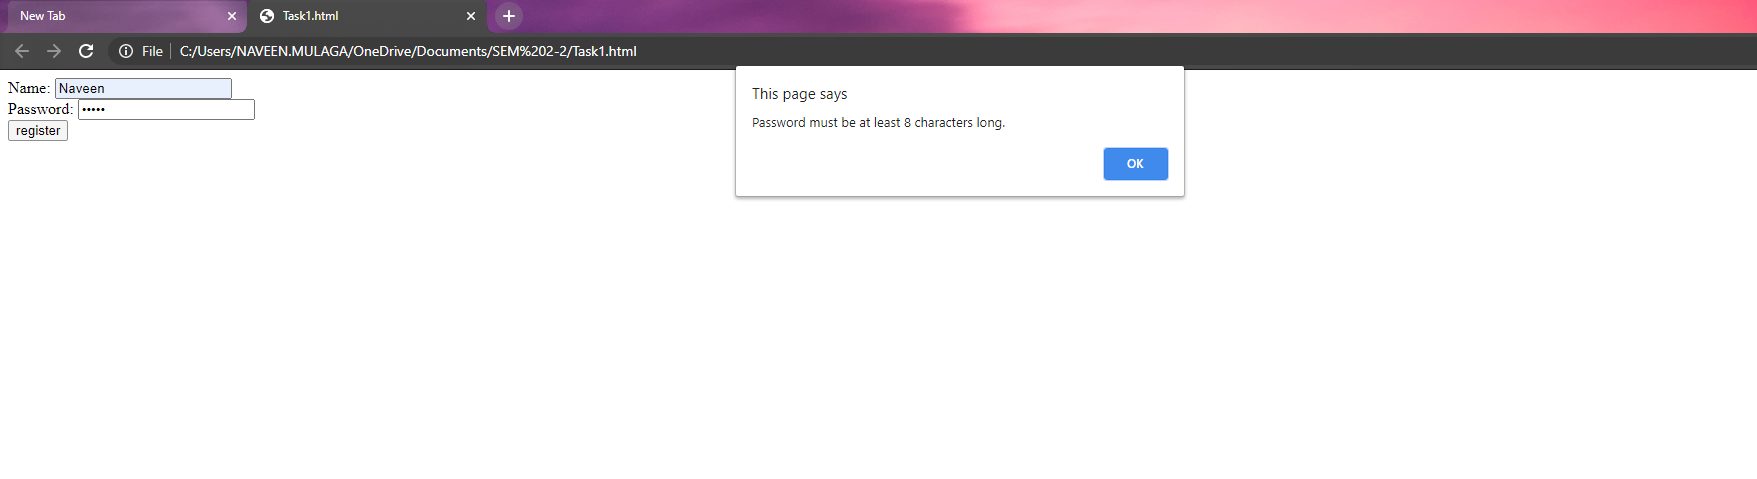 New Tab
Task1.html
File C:/Users/NAVEEN.MULAGA/OneDrive/Documents/SEM%202-2/Task1.html
Name: Naveen
Password: •••••
register
This page says
Password must be at least 8 characters long.
OK